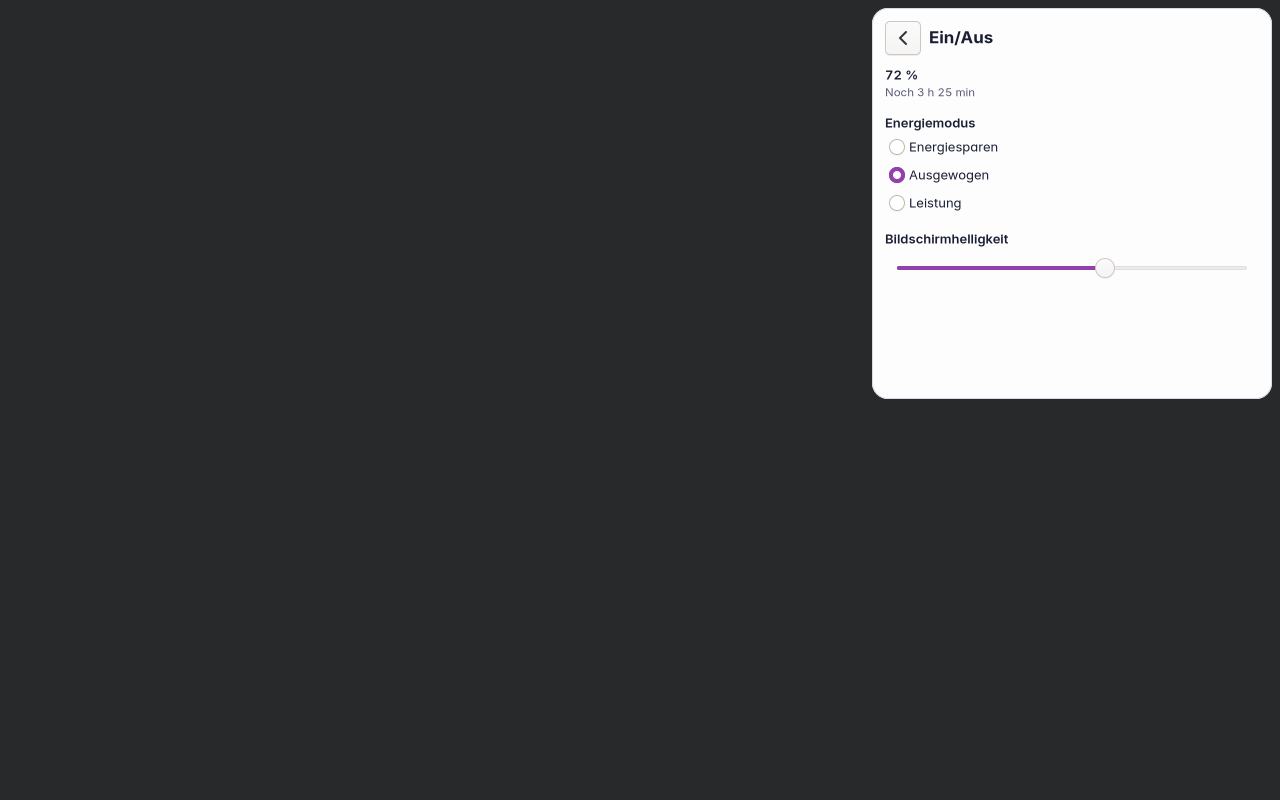 Ein/Aus
72 %
Noch 3 h 25 min
Energiemodus
Energiesparen
Ausgewogen
Leistung
Bildschirmhelligkeit